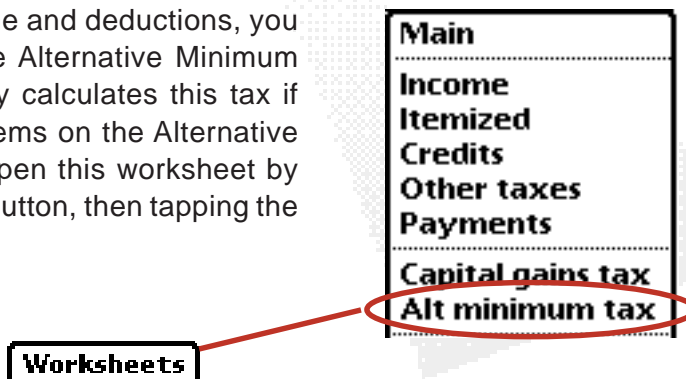 e and deductions, you
e Alternative Minimum
y calculates this tax if
ems on the Alternative
pen this worksheet by
utton, then tapping the
Main
Income
Itemized
Credits
Other taxes
Payments
Capital gains tax
Alt minimum tax
Worksheets